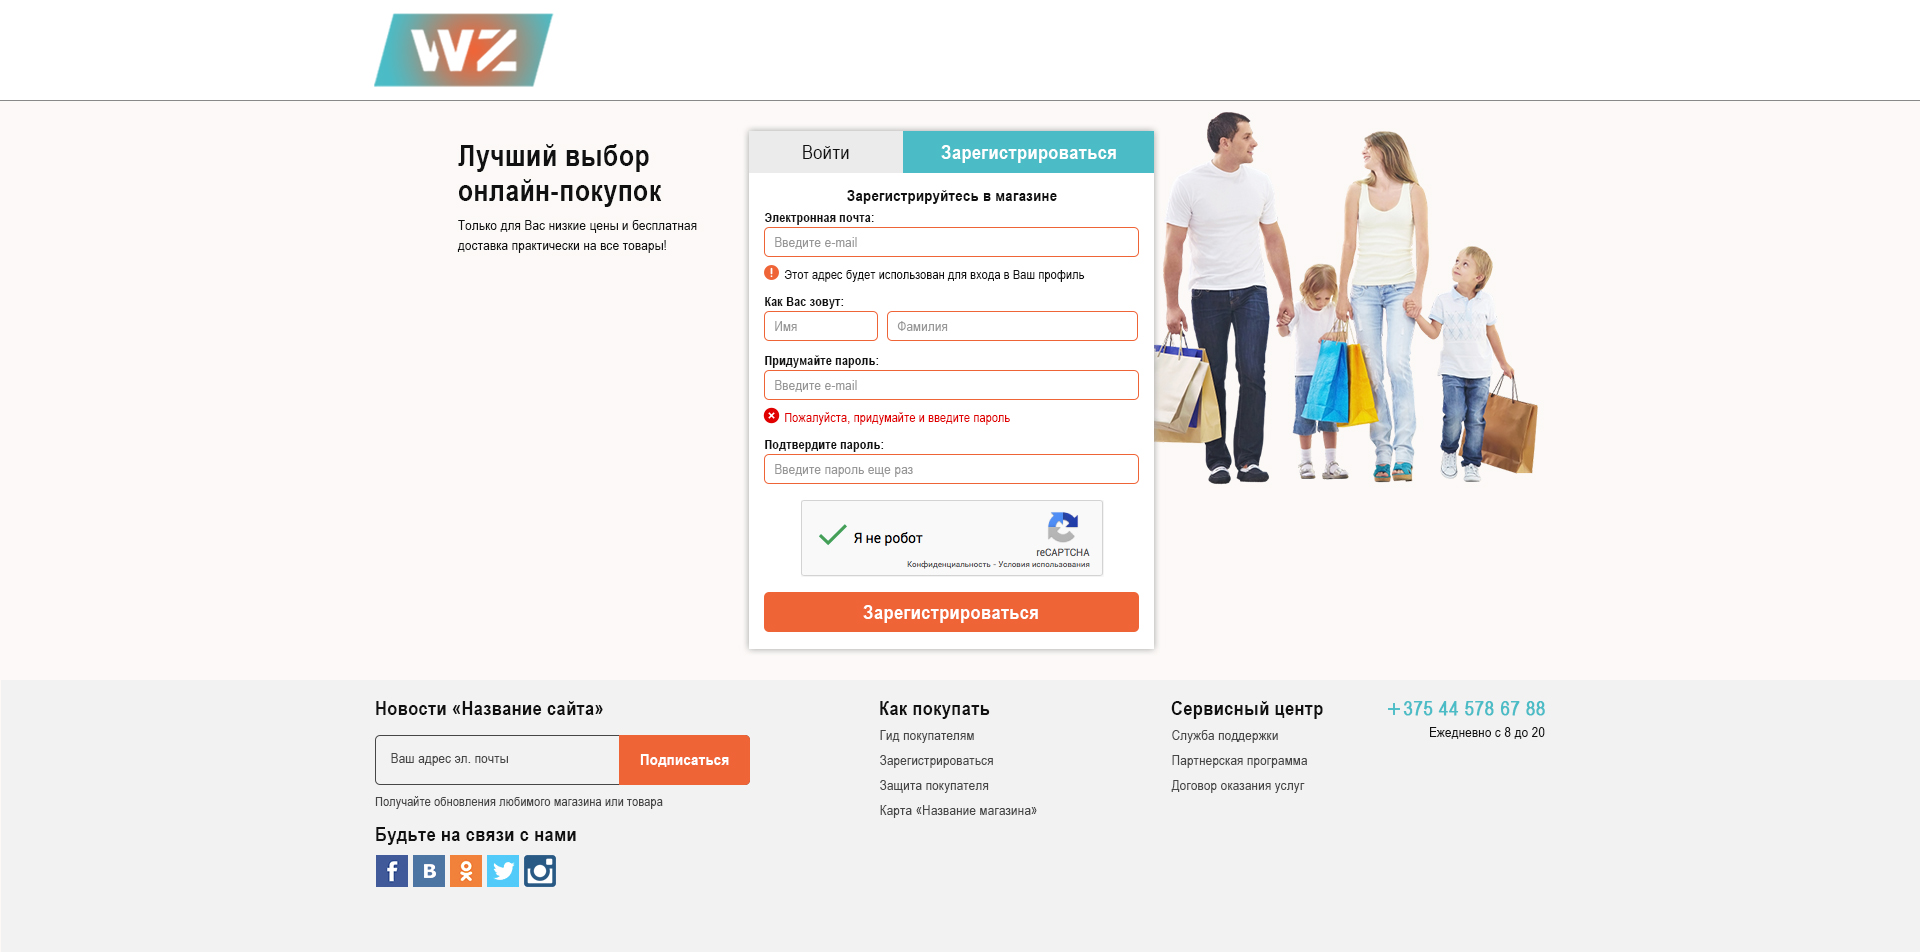 WZ
Лучший выбор
онлайн-покупок
Только для Вас низкие цены и бесплатная
доставка практически на все товары!
Войти
Зарегистрироваться
Зарегистрируйтесь в магазине
Электронная почта:
Введите e-mail
Этот адрес будет использован для входа в Ваш профиль
Как Вас зовут:
Имя
Фамилия
Придумайте пароль:
Введите e-mail
Пожалуйста, придумайте и введите пароль
Подтвердите пароль:
Введите пароль еще раз
Я не робот
reCAPTCHA
Конфиденциальность - Условия использования
Зарегистрироваться
Новости «Название сайта»
Ваш адрес эл. почты
Подписаться
Получайте обновления любимого магазина или товара
Будьте на связи с нами
Как покупать
Гид покупателям
Зарегистрироваться
Защита покупателя
Карта «Название магазина»
Сервисный центр
Служба поддержки
Партнерская программа
Договор оказания услуг
+375 44 578 67 88
Ежедневно с 8 до 20